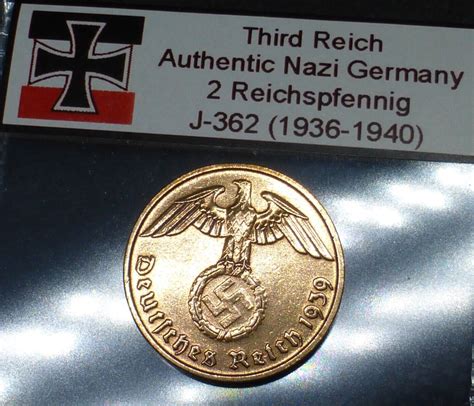 Third Reich
Authentic Nazi Germany
2 Reichspfennig
J-362 (1936-1940)
Deutsches Reich 1939